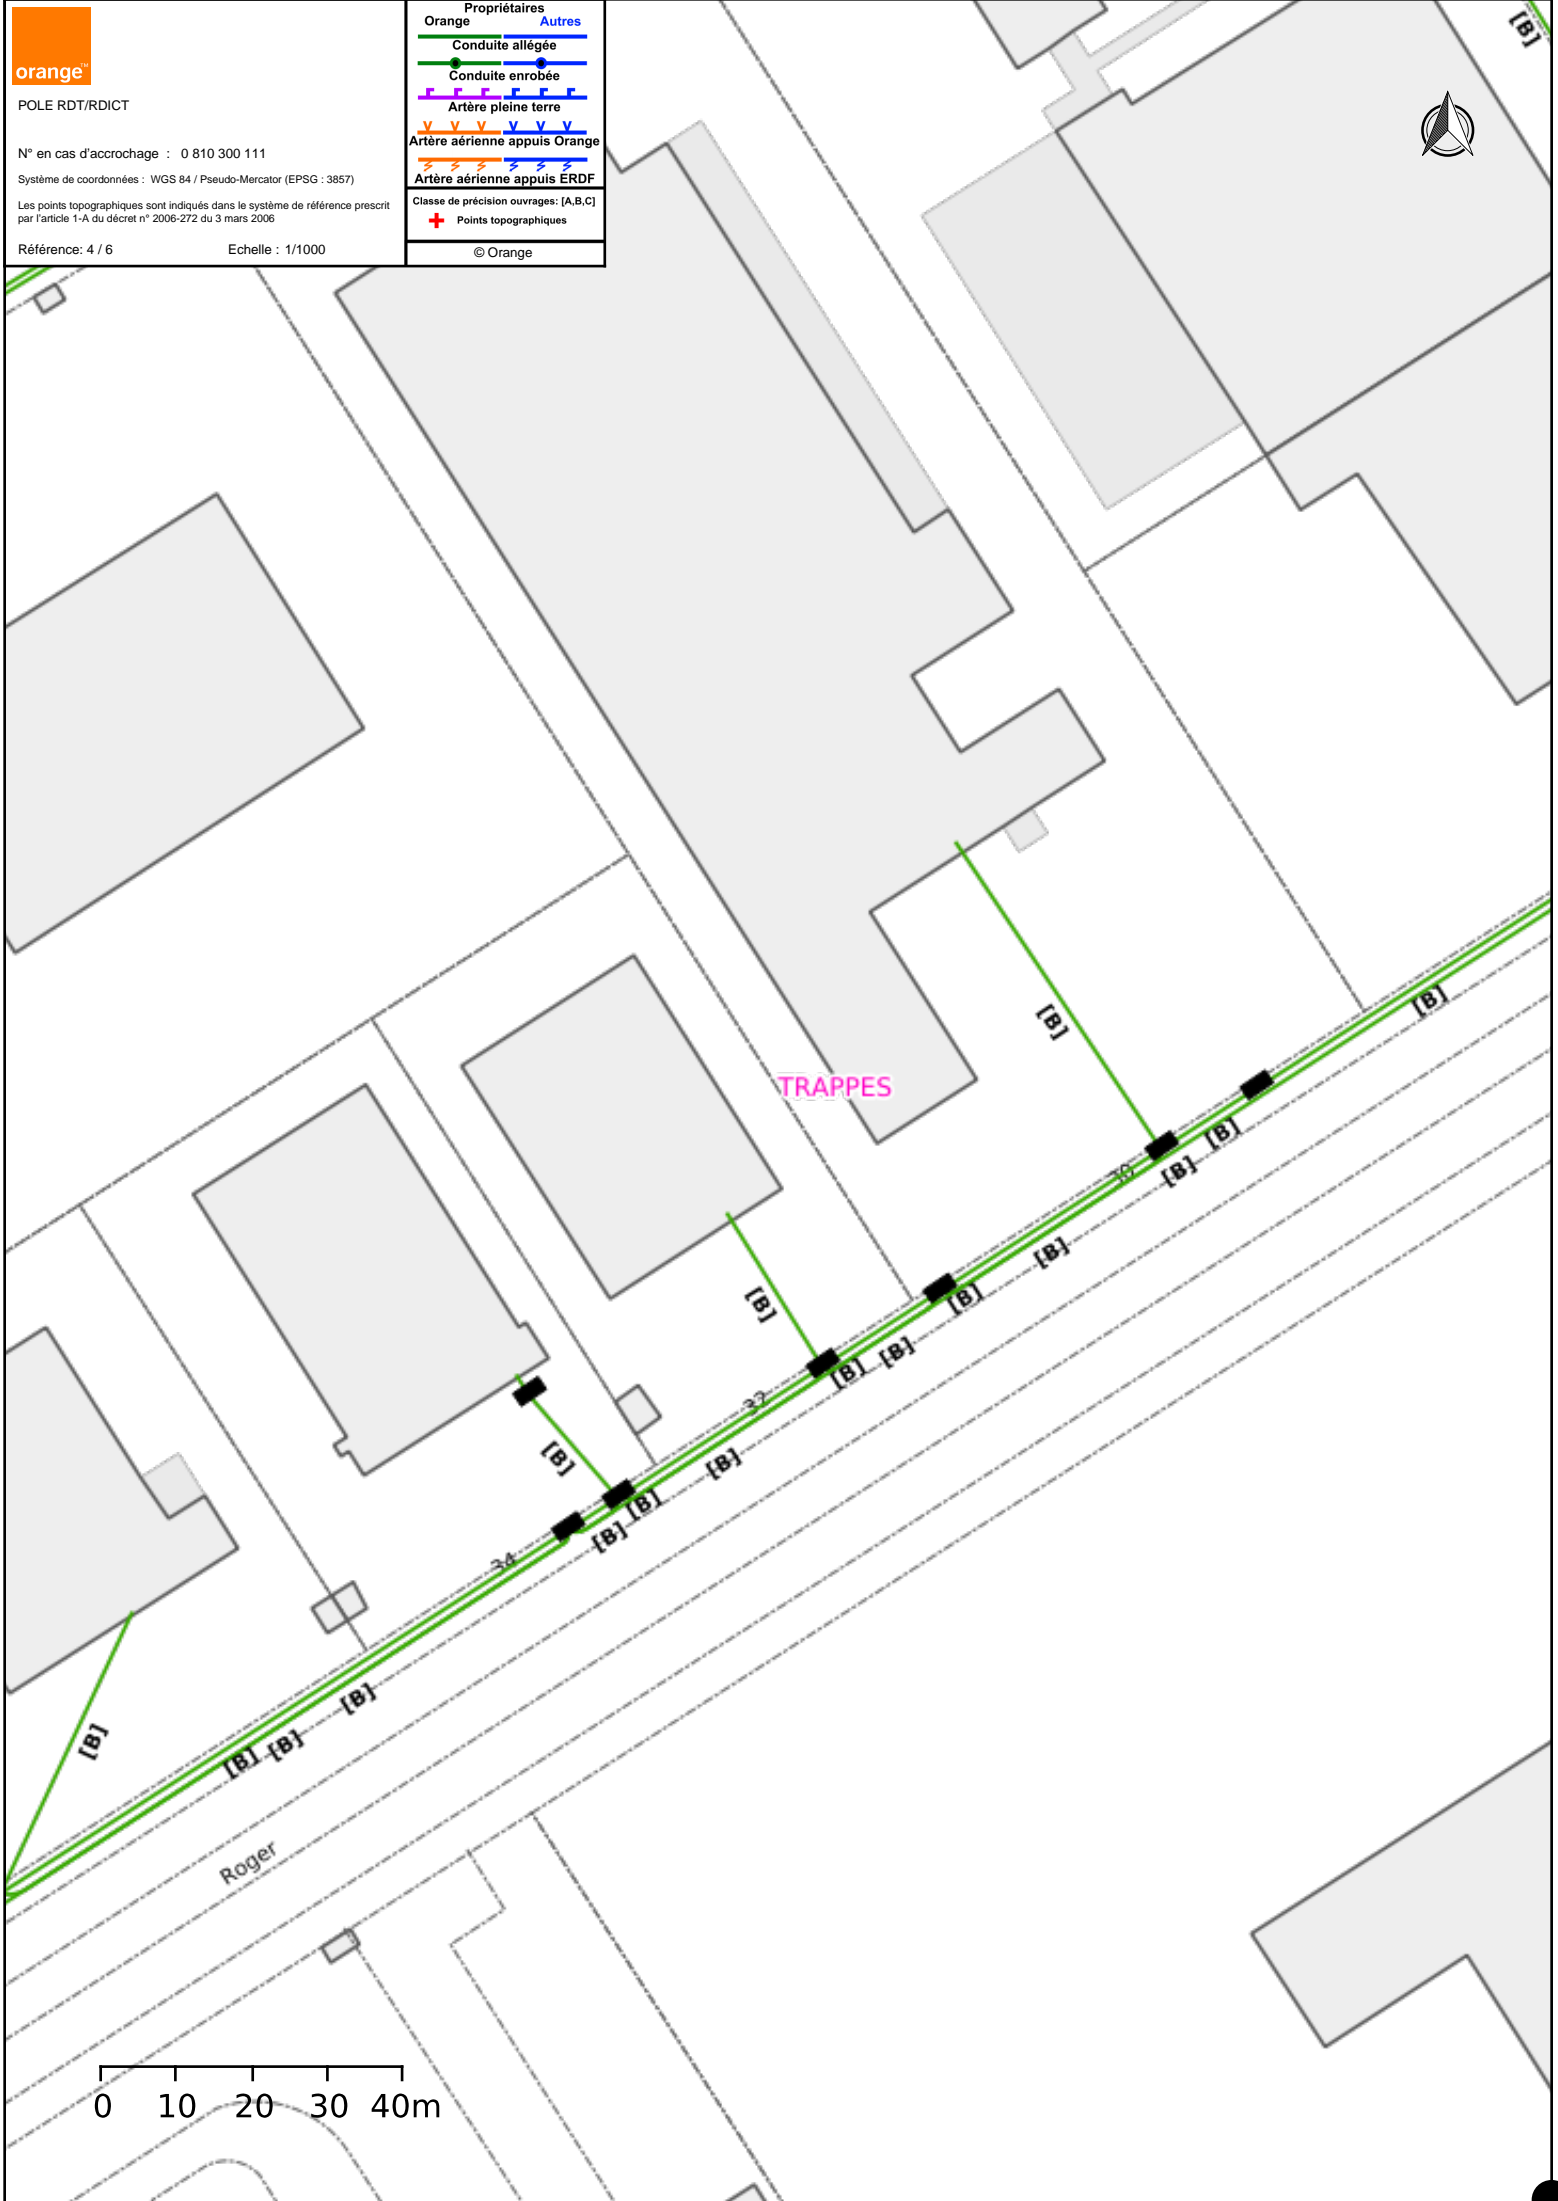 orange™
POLE RDT/RDICT
N° en cas d'accrochage : 0 810 300 111
Système de coordonnées : WGS 84 / Pseudo-Mercator (EPSG : 3857)
Les points topographiques sont indiqués dans le système de référence prescrit
par l'article 1-A du décret n° 2006-272 du 3 mars 2006
Référence: 4 / 6 Echelle : 1/1000
Propriétaires
Orange Autres
Conduite allégée
Conduite enrobée
Artère pleine terre
Artère aérienne appuis Orange
Artère aérienne appuis ERDF
Classe de précision ouvrages: [A,B,C]
Points topographiques
© Orange
[B]
[B]
[B]
TRAPPES
[B]
30
[B]
[B]
[B]
[B]
[B]
[B]
32
[B]
[B]
[B]
[B]
34
[B]
[B]
[B]
[B]
Roger
0 10 20 30 40m